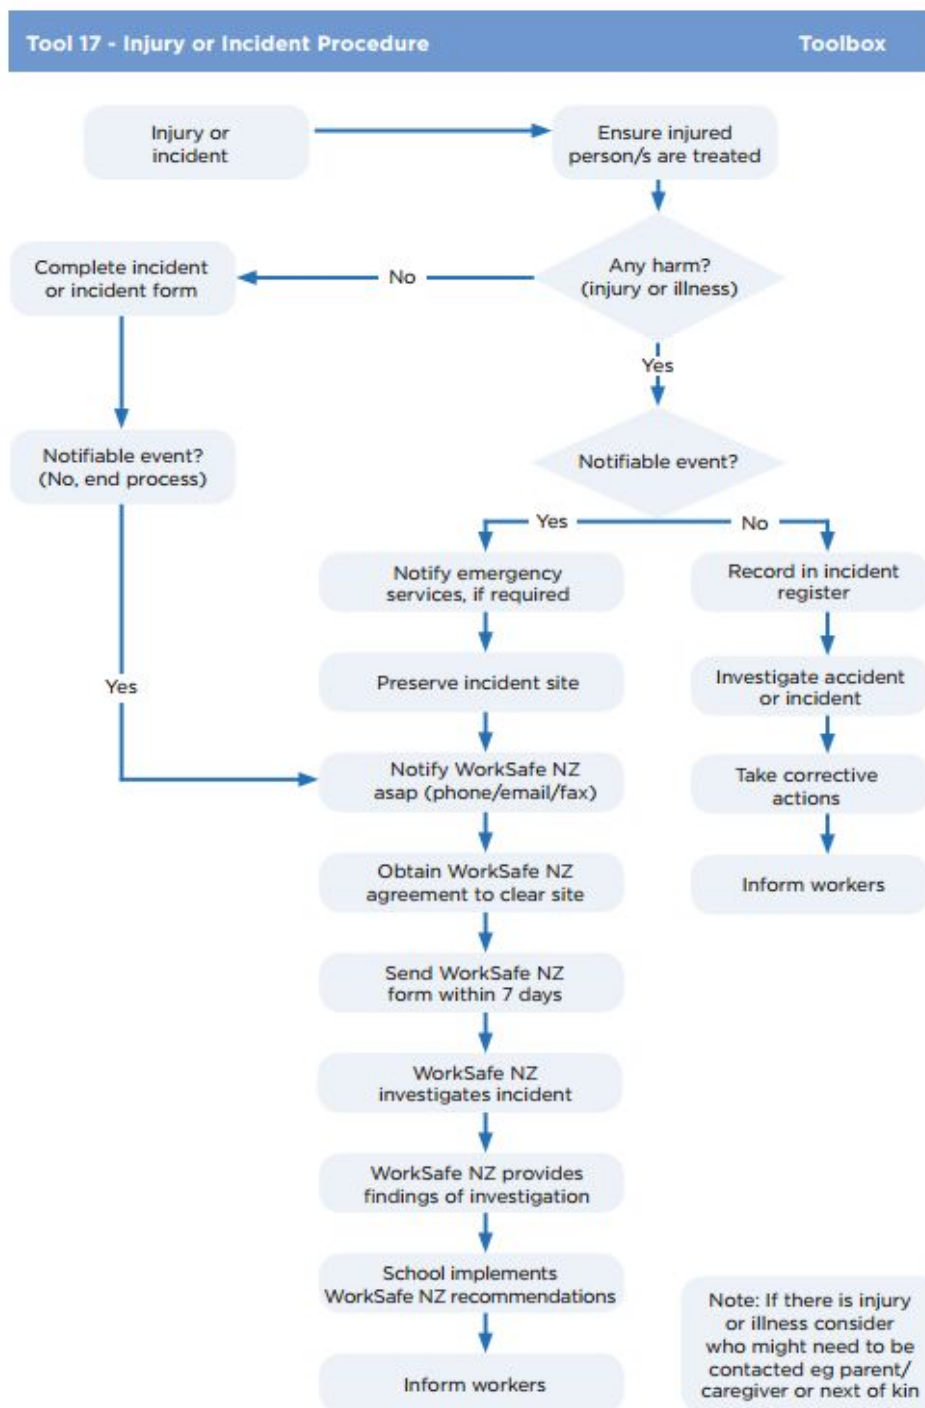 Tool 17 - Injury or Incident Procedure
Toolbox
Injury or
incident
Ensure injured
person/s are treated
Complete incident
or incident form
No
Any harm?
(injury or illness)
Yes
Notifiable event?
(No, end process)
Notifiable event?
Yes
No
Notify emergency
services, if required
Record in incident
register
Yes
Preserve incident site
Investigate accident
or incident
Notify WorkSafe NZ
asap (phone/email/fax)
Take corrective
actions
Obtain WorkSafe NZ
agreement to clear site
Inform workers
Send WorkSafe NZ
form within 7 days
WorkSafe NZ
investigates incident
WorkSafe NZ provides
findings of investigation
School implements
WorkSafe NZ recommendations
Inform workers
Note: If there is injury
or illness consider
who might need to be
contacted eg parent/
caregiver or next of kin